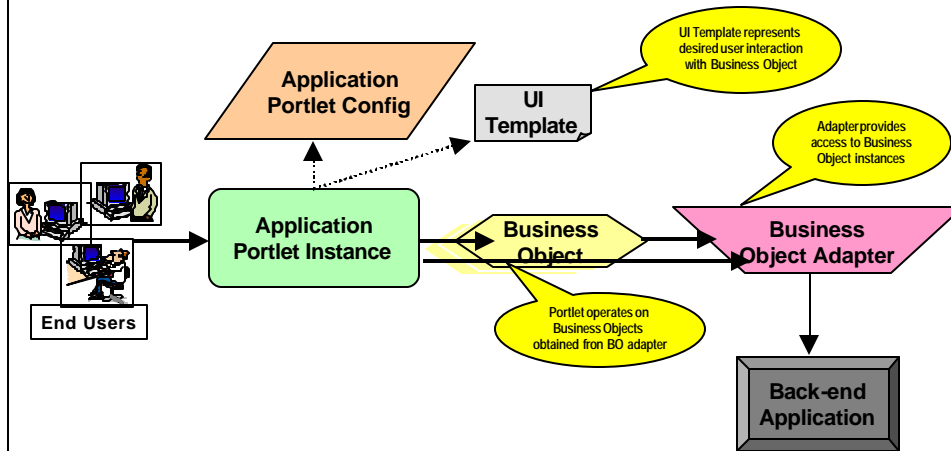 UI Template represents
desired user interaction
with Business Object
Application
Portlet Config
UI
Template
Adapter provides
access to Business
Object instances
Application
Portlet Instance
Business
Object
Business
Object Adapter
End Users
Portlet operates on
Business Objects
obtained fron BO adapter
Back-end
Application